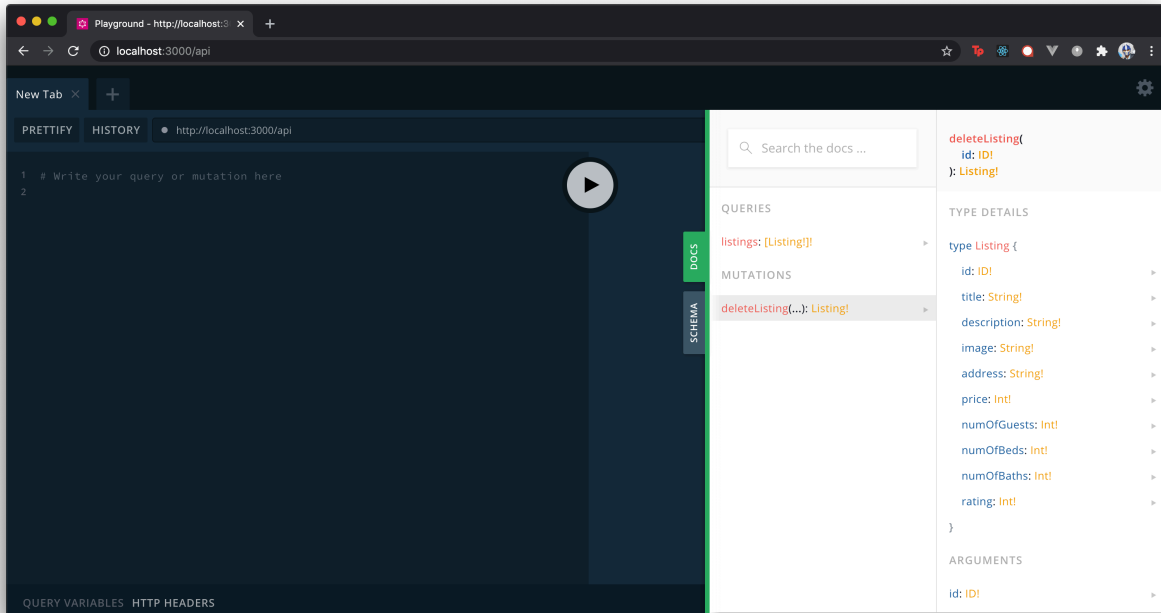 Playground - http://localhost:3
localhost:3000/api
New Tab
PRETTIFY
HISTORY
http://localhost:3000/api
1 # Write your query or mutation here
2
DOCS
SCHEMA
Search the docs ...
QUERIES
listings: [Listing!]!
MUTATIONS
deleteListing(...): Listing!
deleteListing(
id: ID!
): Listing!
TYPE DETAILS
type Listing {
id: ID!
title: String!
description: String!
image: String!
address: String!
price: Int!
numOfGuests: Int!
numOfBeds: Int!
numOfBaths: Int!
rating: Int!
}
ARGUMENTS
id: ID!
QUERY VARIABLES HTTP HEADERS